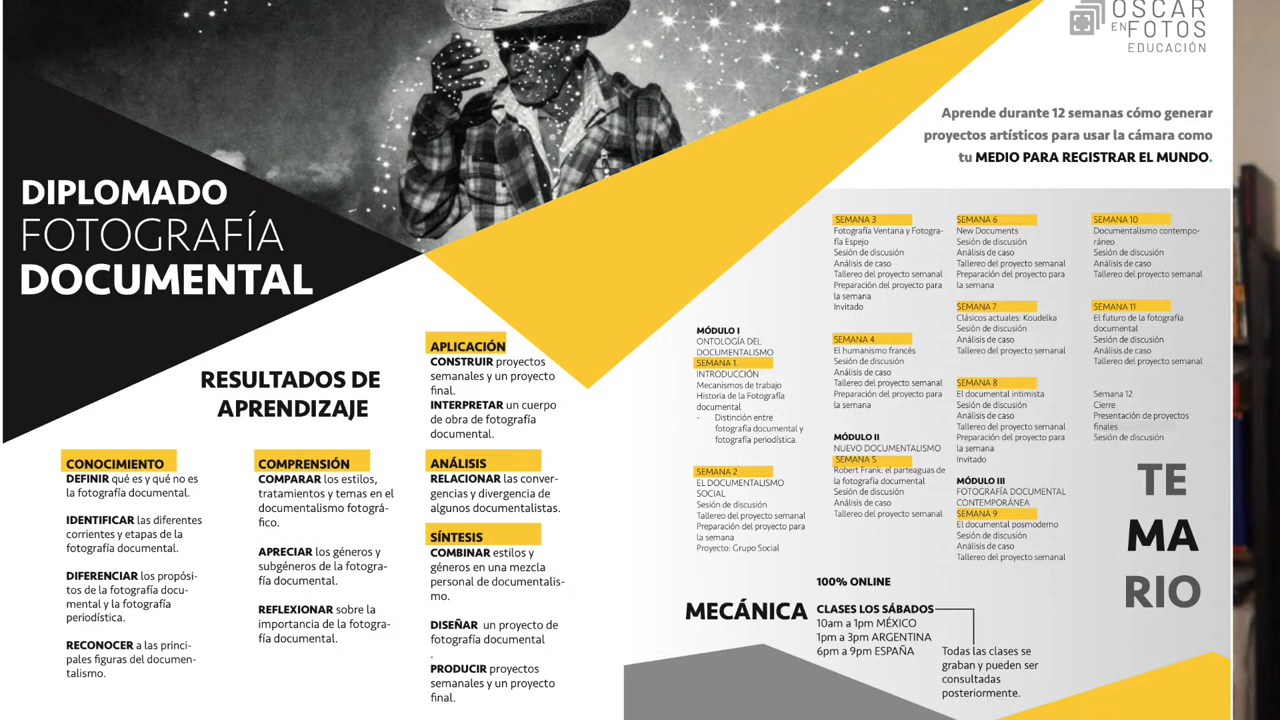 OSCAR
EN FOTOS
EDUCACIÓN
Aprende durante 12 semanas cómo generar
proyectos artísticos para usar la cámara como
tu MEDIO PARA REGISTRAR EL MUNDO.
DIPLOMADO
FOTOGRAFÍA
DOCUMENTAL
RESULTADOS DE
APRENDIZAJE
CONOCIMIENTO
DEFINIR qué es y qué no es
la fotografía documental.
IDENTIFICAR las diferentes
corrientes y etapas de la
fotografía documental.
DIFERENCIAR los propósi-
tos de la fotografía docu-
mental y la fotografía
periodística.
RECONOCER a las princi-
pales figuras del documen-
talismo.
COMPRENSIÓN
COMPARAR los estilos,
tratamientos y temas en el
documentalismo fotográ-
fico.
APRECIAR los géneros y
subgéneros de la fotogra-
fía documental.
REFLEXIONAR sobre la
importancia de la fotogra-
fía documental.
APLICACIÓN
CONSTRUIR proyectos
semanales y un proyecto
final.
INTERPRETAR un cuerpo
de obra de fotografía
documental.
ANÁLISIS
RELACIONAR las conver-
gencias y divergencia de
algunos documentalistas.
SÍNTESIS
COMBINAR estilos y
géneros en una mezcla
personal de documentalis-
mo.
DISEÑAR un proyecto de
fotografía documental
.
PRODUCIR proyectos
semanales y un proyecto
final.
MÓDULO I
ONTOLOGÍA DEL
DOCUMENTALISMO
SEMANA 1.
INTRODUCCIÓN
Mecanismos de trabajo
Historia de la Fotografía
documental
- Distinción entre
fotografía documental y
fotografía periodística.
SEMANA 2
EL DOCUMENTALISMO
SOCIAL
Sesión de discusión
Tallereo del proyecto semanal
Preparación del proyecto para
la semana
Proyecto: Grupo Social
SEMANA 3
Fotografía Ventana y Fotogra-
fía Espejo
Sesión de discusión
Análisis de caso
Tallereo del proyecto semanal
Preparación del proyecto para
la semana
Invitado
SEMANA 4
El humanismo francés
Sesión de discusión
Análisis de caso
Tallereo del proyecto semanal
Preparación del proyecto para
la semana
MÓDULO II
NUEVO DOCUMENTALISMO
SEMANA 5
Robert Frank: el parteaguas de
la fotografía documental
Sesión de discusión
Análisis de caso
Tallereo del proyecto semanal
SEMANA 6
New Documents
Sesión de discusión
Análisis de caso
Tallereo del proyecto semanal
Preparación del proyecto para
la semana
SEMANA 7
Clásicos actuales: Koudelka
Sesión de discusión
Análisis de caso
Tallereo del proyecto semanal
SEMANA 8
El documental intimista
Sesión de discusión
Análisis de caso
Tallereo del proyecto semanal
Preparación del proyecto para
la semana
Invitado
MÓDULO III
FOTOGRAFÍA DOCUMENTAL
CONTEMPORÁNEA
SEMANA 9
El documental posmoderno
Sesión de discusión
Análisis de caso
Tallereo del proyecto semanal
SEMANA 10
Documentalismo contempo-
ráneo
Sesión de discusión
Análisis de caso
Tallereo del proyecto semanal
SEMANA 11
El futuro de la fotografía
documental
Sesión de discusión
Análisis de caso
Tallereo del proyecto semanal
Semana 12
Cierre
Presentación de proyectos
finales
Sesión de discusión
TE
MA
RIO
MECÁNICA
100% ONLINE
CLASES LOS SÁBADOS
10am a 1pm MÉXICO
1pm a 3pm ARGENTINA
6pm a 9pm ESPAÑA
Todas las clases se
graban y pueden ser
consultadas
posteriormente.